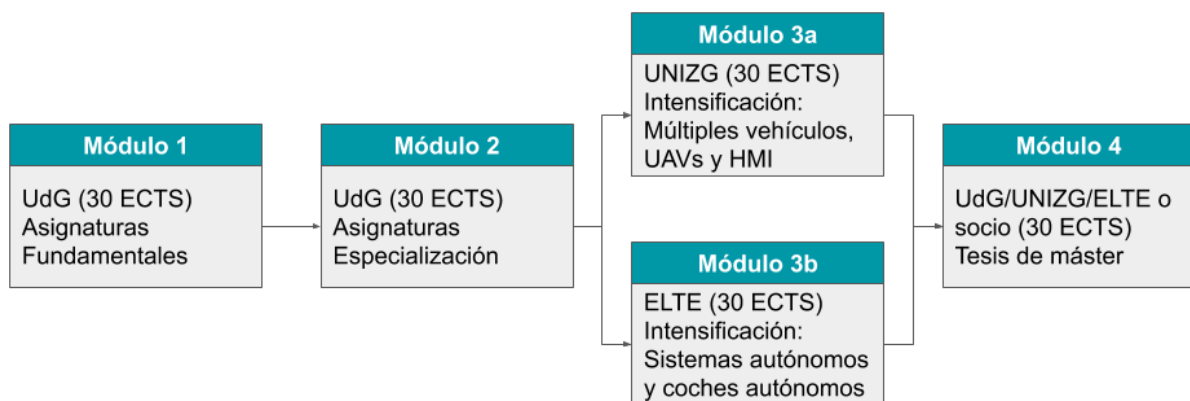 Módulo 1
UdG (30 ECTS)
Asignaturas
Fundamentales
Módulo 2
UdG (30 ECTS)
Asignaturas
Especialización
Módulo 3a
UNIZG (30 ECTS)
Intensificación:
Múltiples vehículos,
UAVs y HMI
Módulo 3b
ELTE (30 ECTS)
Intensificación:
Sistemas autónomos
y coches autónomos
Módulo 4
UdG/UNIZG/ELTE o
socio (30 ECTS)
Tesis de máster